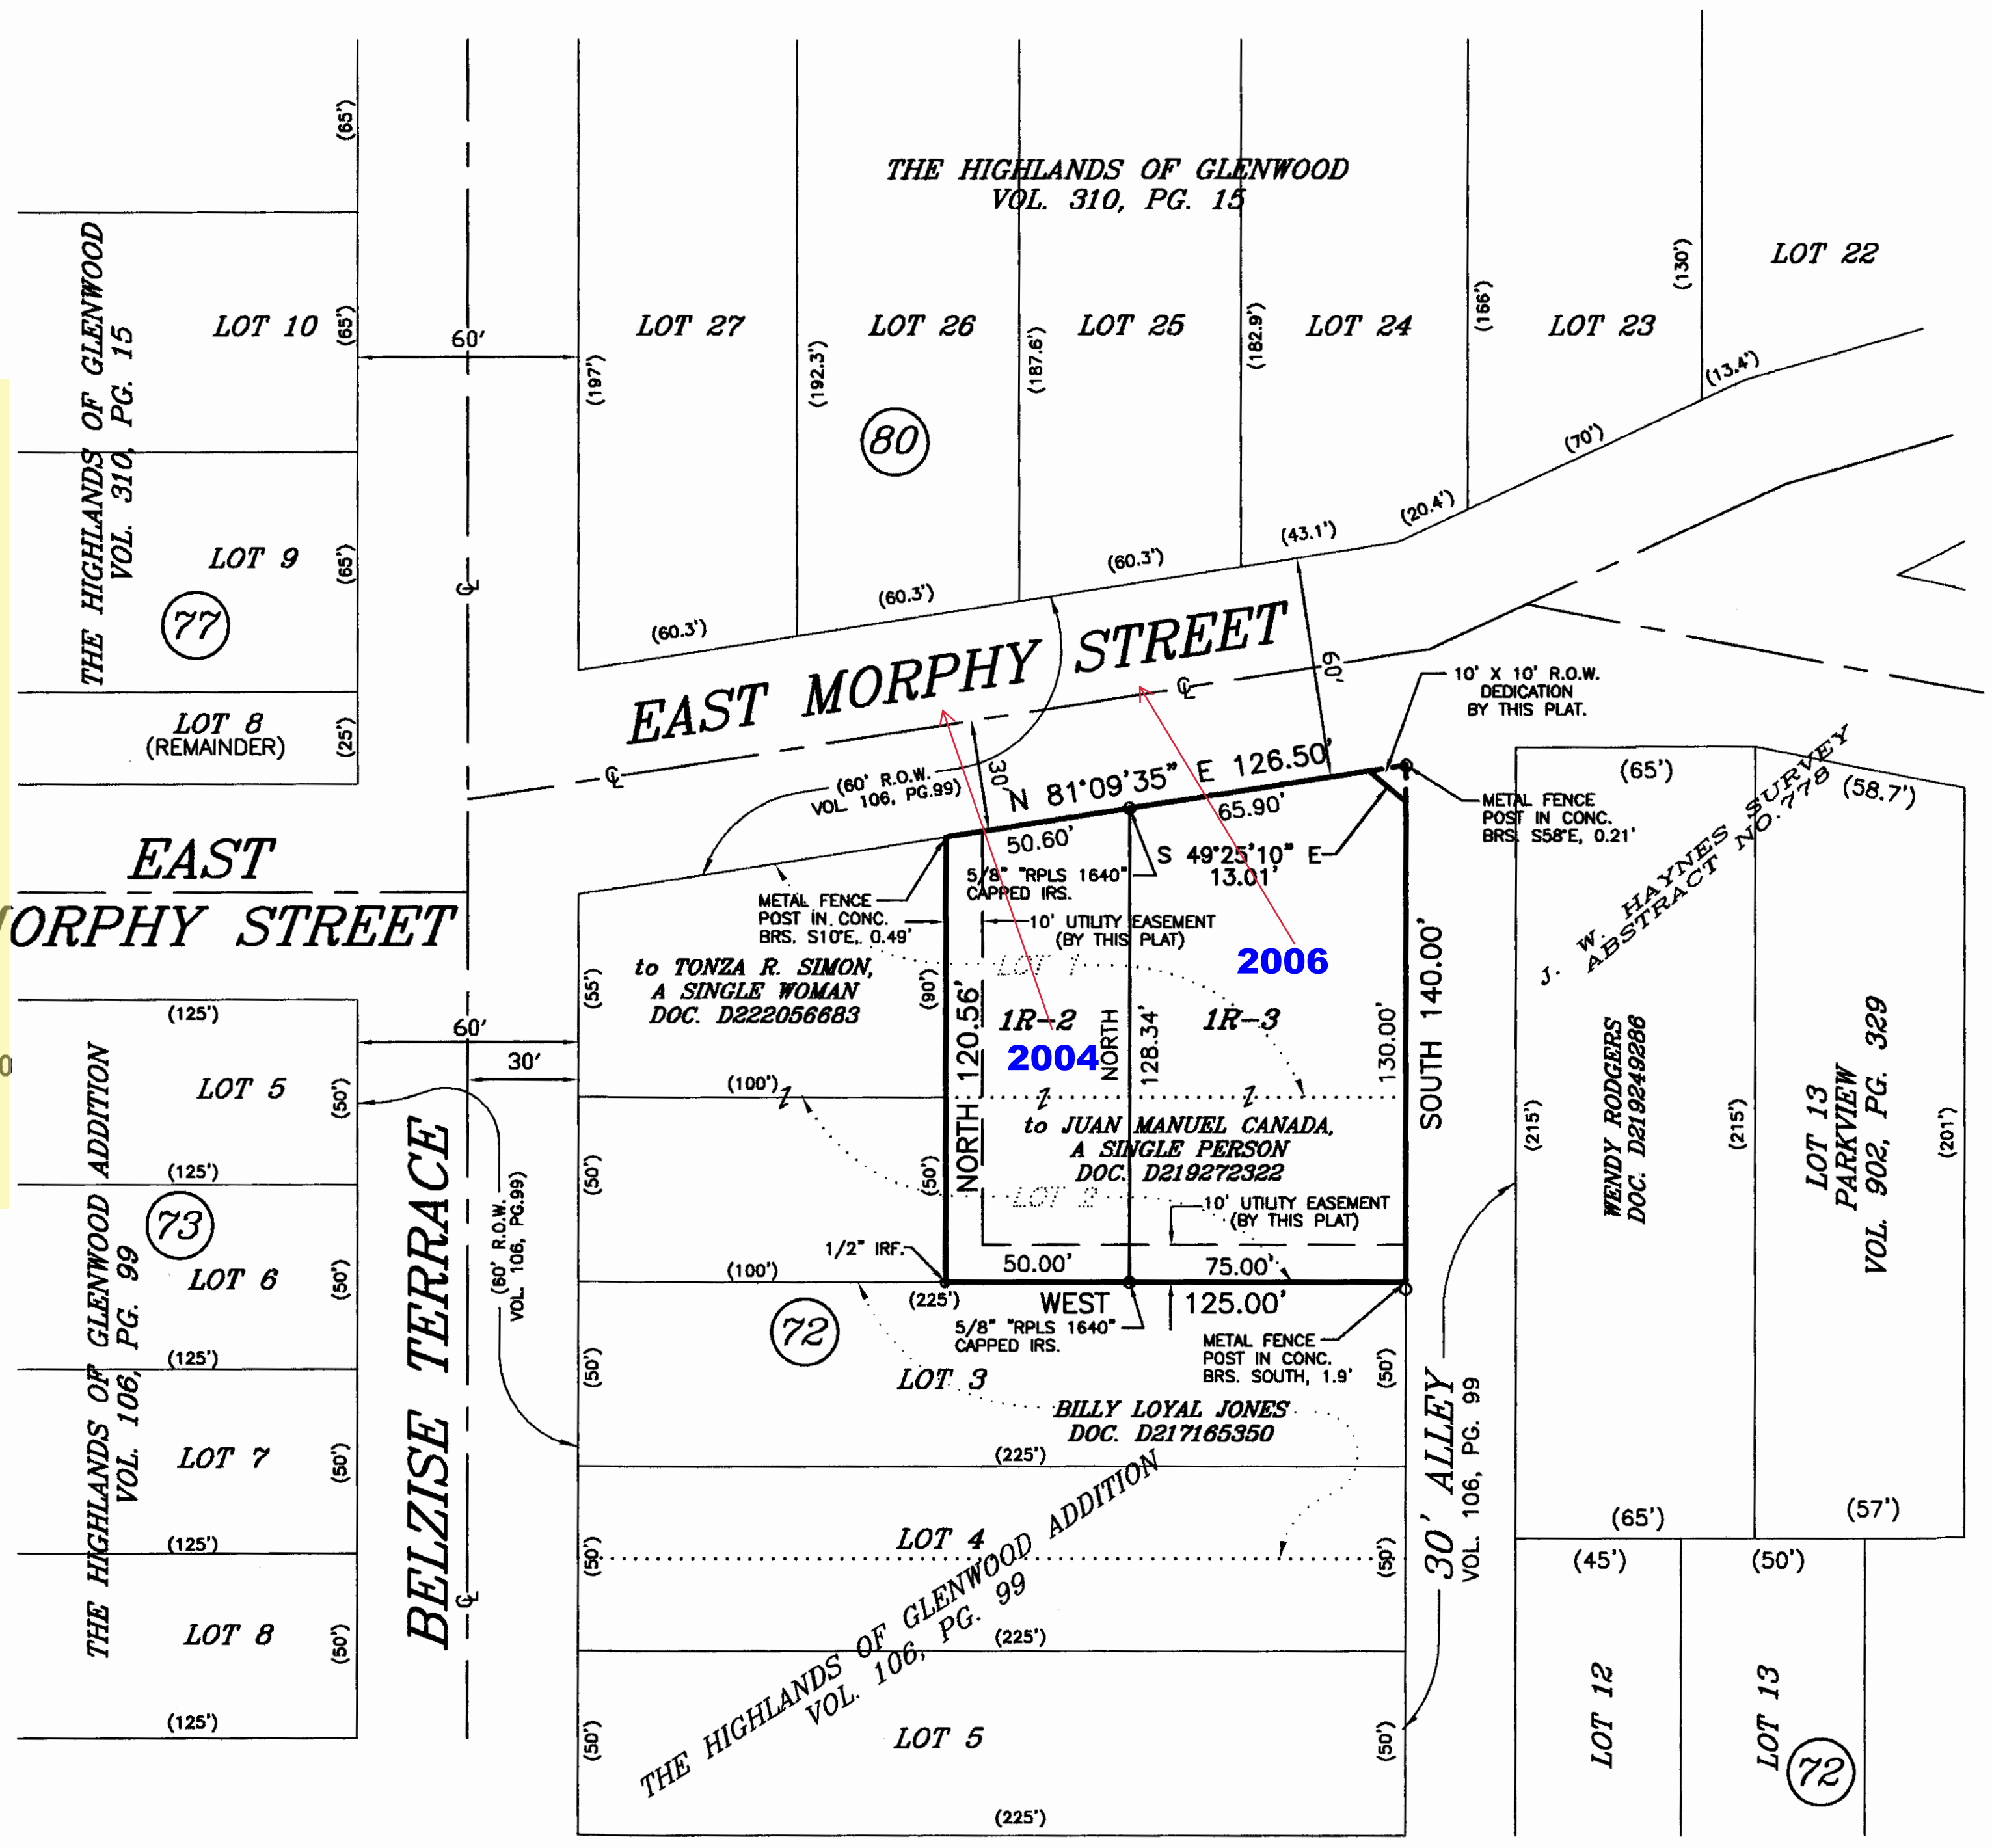 THE HIGHLANDS OF GLENWOOD
VOL. 310, PG. 15
(65')
THE HIGHLANDS OF GLENWOOD
VOL. 310, PG. 15
LOT 10
(65')
60'
LOT 27
LOT 26
LOT 25
LOT 24
LOT 23
LOT 22
(197')
(192.3')
(187.6')
(182.9')
(166')
(130')
(13.4')
(70')
(20.4')
(43.1')
(60.3')
(60.3')
(60.3')
80
LOT 9
(65')
77
LOT 8
(REMAINDER)
(25')
EAST MORPHY STREET
60'
10' X 10' R.O.W.
DEDICATION
BY THIS PLAT.
(60' R.O.W.
VOL. 106, PG.99)
30'
N 81°09'35" E 126.50'
50.60'
65.90'
S 49°25'10" E
13.01'
METAL FENCE
POST IN CONC.
BRS. S58°E, 0.21'
5/8" "RPLS 1640"
CAPPED IRS.
METAL FENCE
POST IN CONC.
BRS. S10°E, 0.49'
10' UTILITY EASEMENT
(BY THIS PLAT)
EAST
ORPHY STREET
to TONZA R. SIMON,
A SINGLE WOMAN
DOC. D222056683
(55')
(90')
LOT 1
2006
1R-2
1R-3
2004
NORTH 120.56'
NORTH
128.34'
130.00'
SOUTH 140.00'
J. W. HAYNES SURVEY
ABSTRACT NO. 778
(65')
(58.7')
(215')
WENDY RODGERS
DOC. D219249286
(215')
LOT 13
PARKVIEW
VOL. 902, PG. 329
(201')
(125')
60'
30'
LOT 5
(50')
(100')
to JUAN MANUEL CANADA,
A SINGLE PERSON
DOC. D219272322
(50')
(50')
LOT 2
10' UTILITY EASEMENT
(BY THIS PLAT)
THE HIGHLANDS OF GLENWOOD ADDITION
VOL. 106, PG. 99
(125')
73
LOT 6
(50')
(125')
LOT 7
(50')
(125')
LOT 8
(50')
(125')
BELZISE TERRACE
(60' R.O.W.
VOL. 106, PG.99)
1/2" IRF.
(100')
50.00'
75.00'
(225')
WEST 125.00'
72
5/8" "RPLS 1640"
CAPPED IRS.
METAL FENCE
POST IN CONC.
BRS. SOUTH, 1.9'
(50')
LOT 3
(50')
BILLY LOYAL JONES
DOC. D217165350
(225')
30' ALLEY
VOL. 106, PG. 99
(50')
LOT 4
(50')
THE HIGHLANDS OF GLENWOOD ADDITION
VOL. 106, PG. 99
(225')
(50')
LOT 5
(50')
(225')
(65')
(57')
(45')
(50')
LOT 12
LOT 13
72